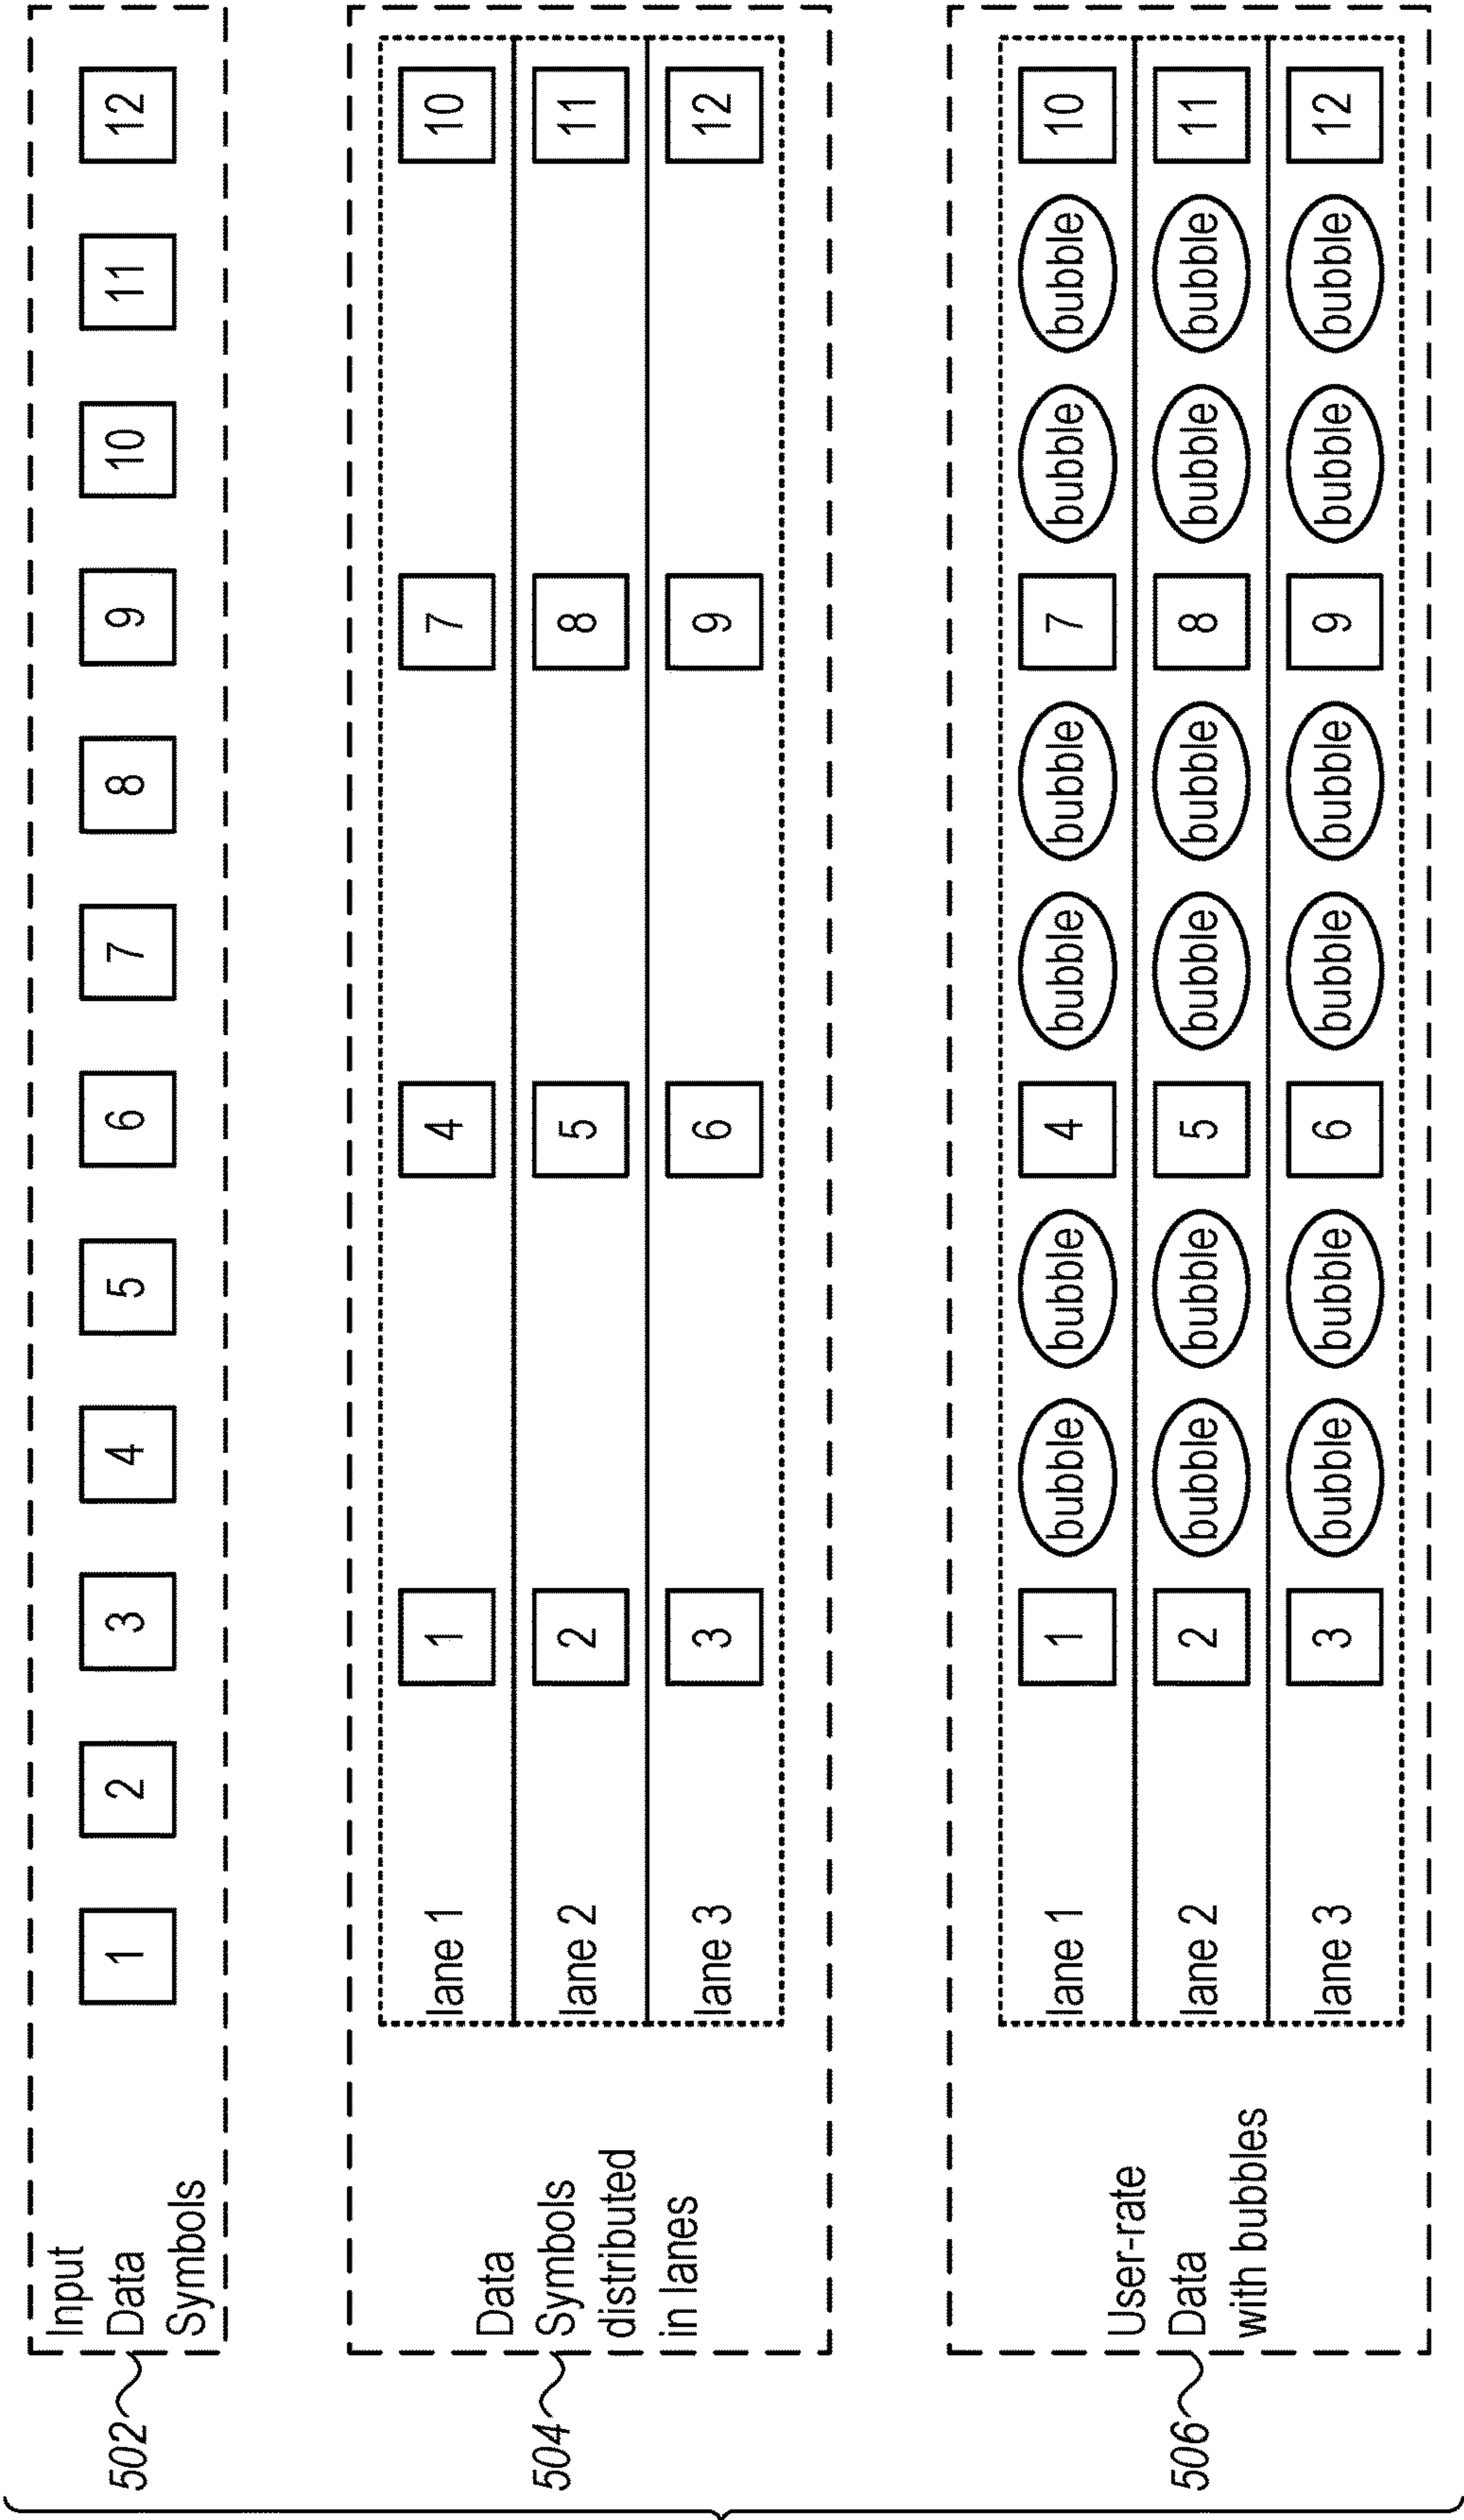 502
Input
Data
Symbols
1 2 3 4 5 6 7 8 9 10 11 12
504
Data
Symbols
distributed
in lanes
lane 1 1 4 7 10
lane 2 2 5 8 11
lane 3 3 6 9 12
506
User-rate
Data
with bubbles
lane 1 1 bubble bubble 4 bubble bubble 7 bubble bubble 10
lane 2 2 bubble bubble 5 bubble bubble 8 bubble bubble 11
lane 3 3 bubble bubble 6 bubble bubble 9 bubble bubble 12